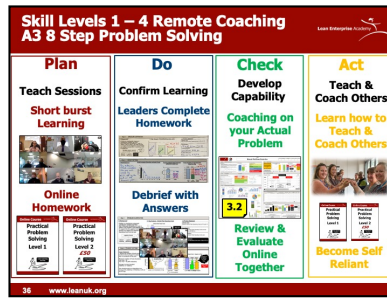 Skill Levels 1 – 4 Remote Coaching
A3 8 Step Problem Solving
Lean Enterprise Academy
Plan
Teach Sessions
Short burst
Learning
Online
Homework
Online Course
Practical
Problem
Solving
Level 1
Online Course
Practical
Problem
Solving
Level 2
£50
Do
Confirm Learning
Leaders Complete
Homework
Debrief with
Answers
Check
Develop
Capability
Coaching on
your Actual
Problem
3.2
Review &
Evaluate
Online
Together
Act
Teach &
Coach Others
Learn how to
Teach &
Coach Others
Practical
Problem
Solving
Level 1
Practical
Problem
Solving
Level 2
£50
Become Self
Reliant
36 www.leanuk.org